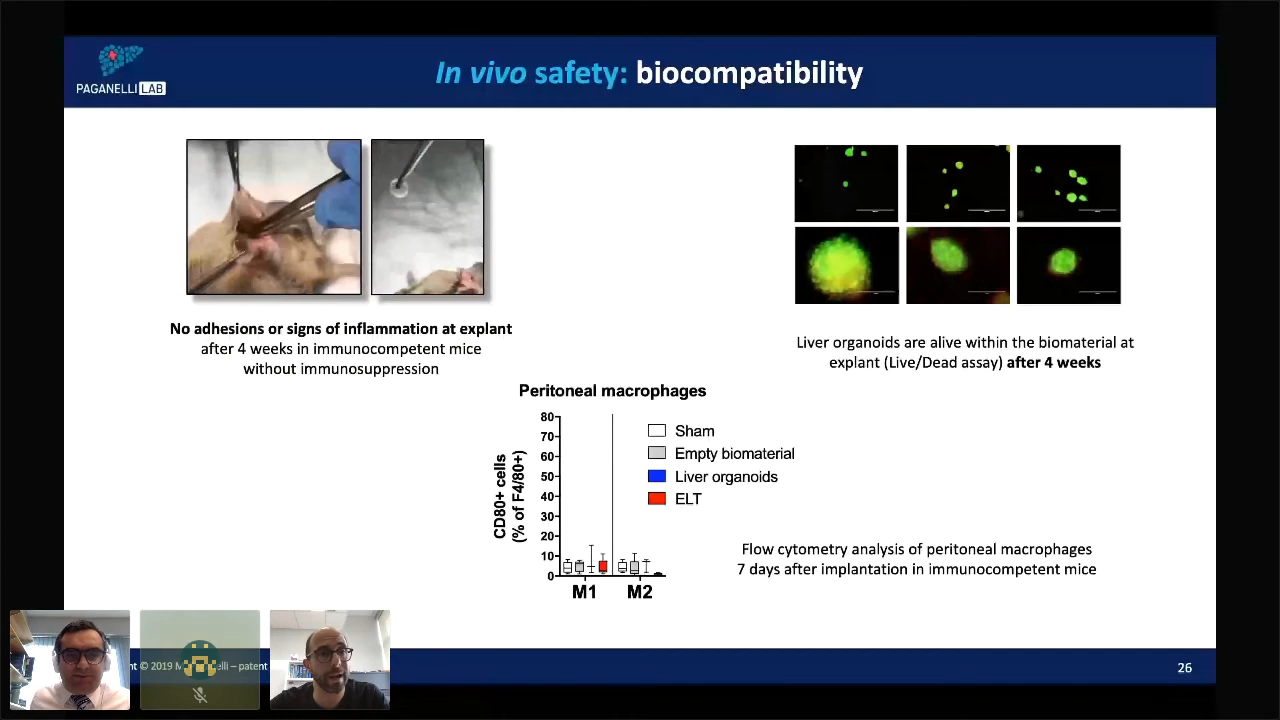 PAGANELLI LAB
In vivo safety: biocompatibility
No adhesions or signs of inflammation at explant
after 4 weeks in immunocompetent mice
without immunosuppression
Liver organoids are alive within the biomaterial at
explant (Live/Dead assay) after 4 weeks
Peritoneal macrophages
CD80+ cells
(% of F4/80+)
80
70
60
50
40
30
20
10
0
M1
M2
Sham
Empty biomaterial
Liver organoids
ELT
Flow cytometry analysis of peritoneal macrophages
7 days after implantation in immunocompetent mice
© 2019 M elli – patent
26